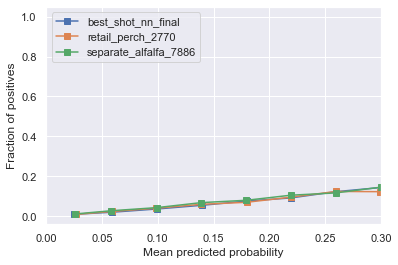 best_shot_nn_final
retail_perch_2770
separate_alfalfa_7886
Fraction of positives
1.0
0.8
0.6
0.4
0.2
0.0
0.00 0.05 0.10 0.15 0.20 0.25 0.30
Mean predicted probability